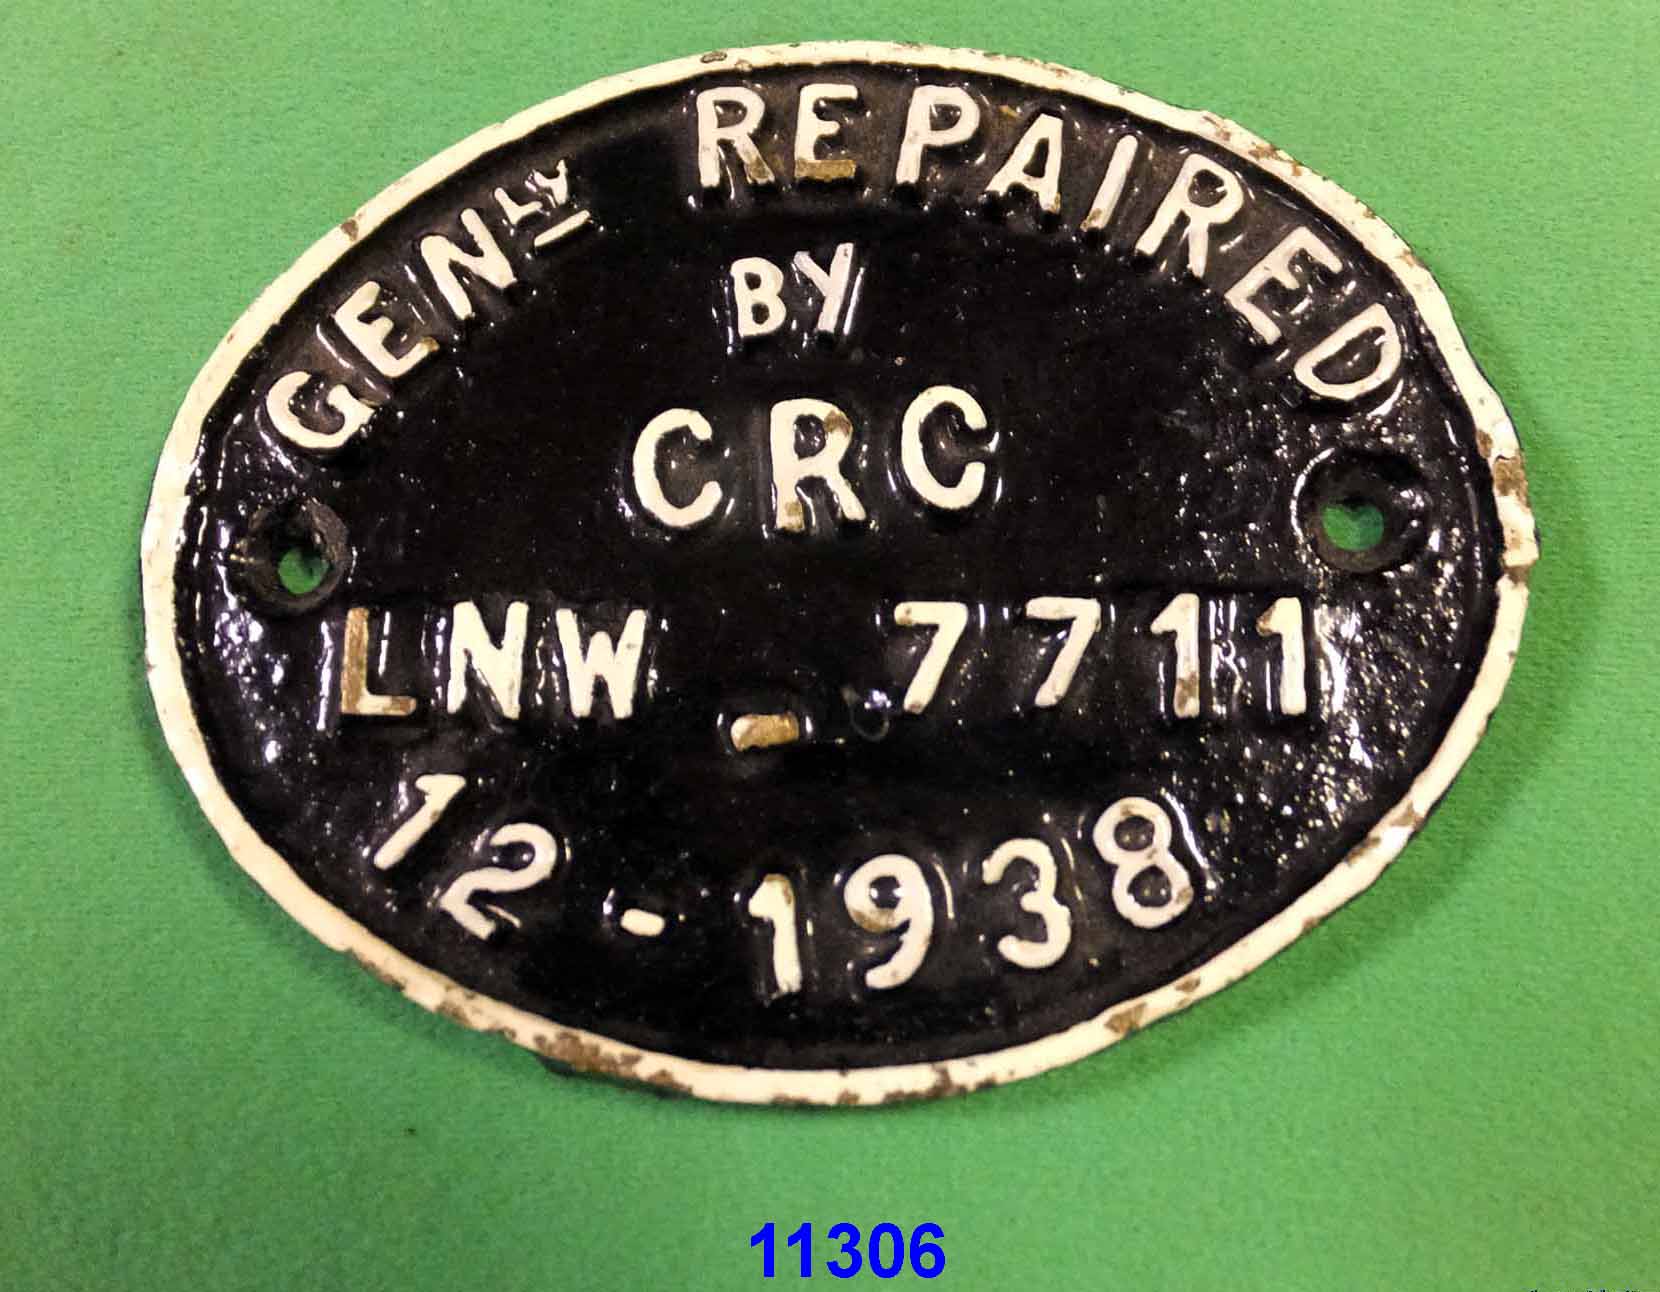 GENLY REPAIRED
BY
CRC
LNW - 7711
12 - 1938
11306